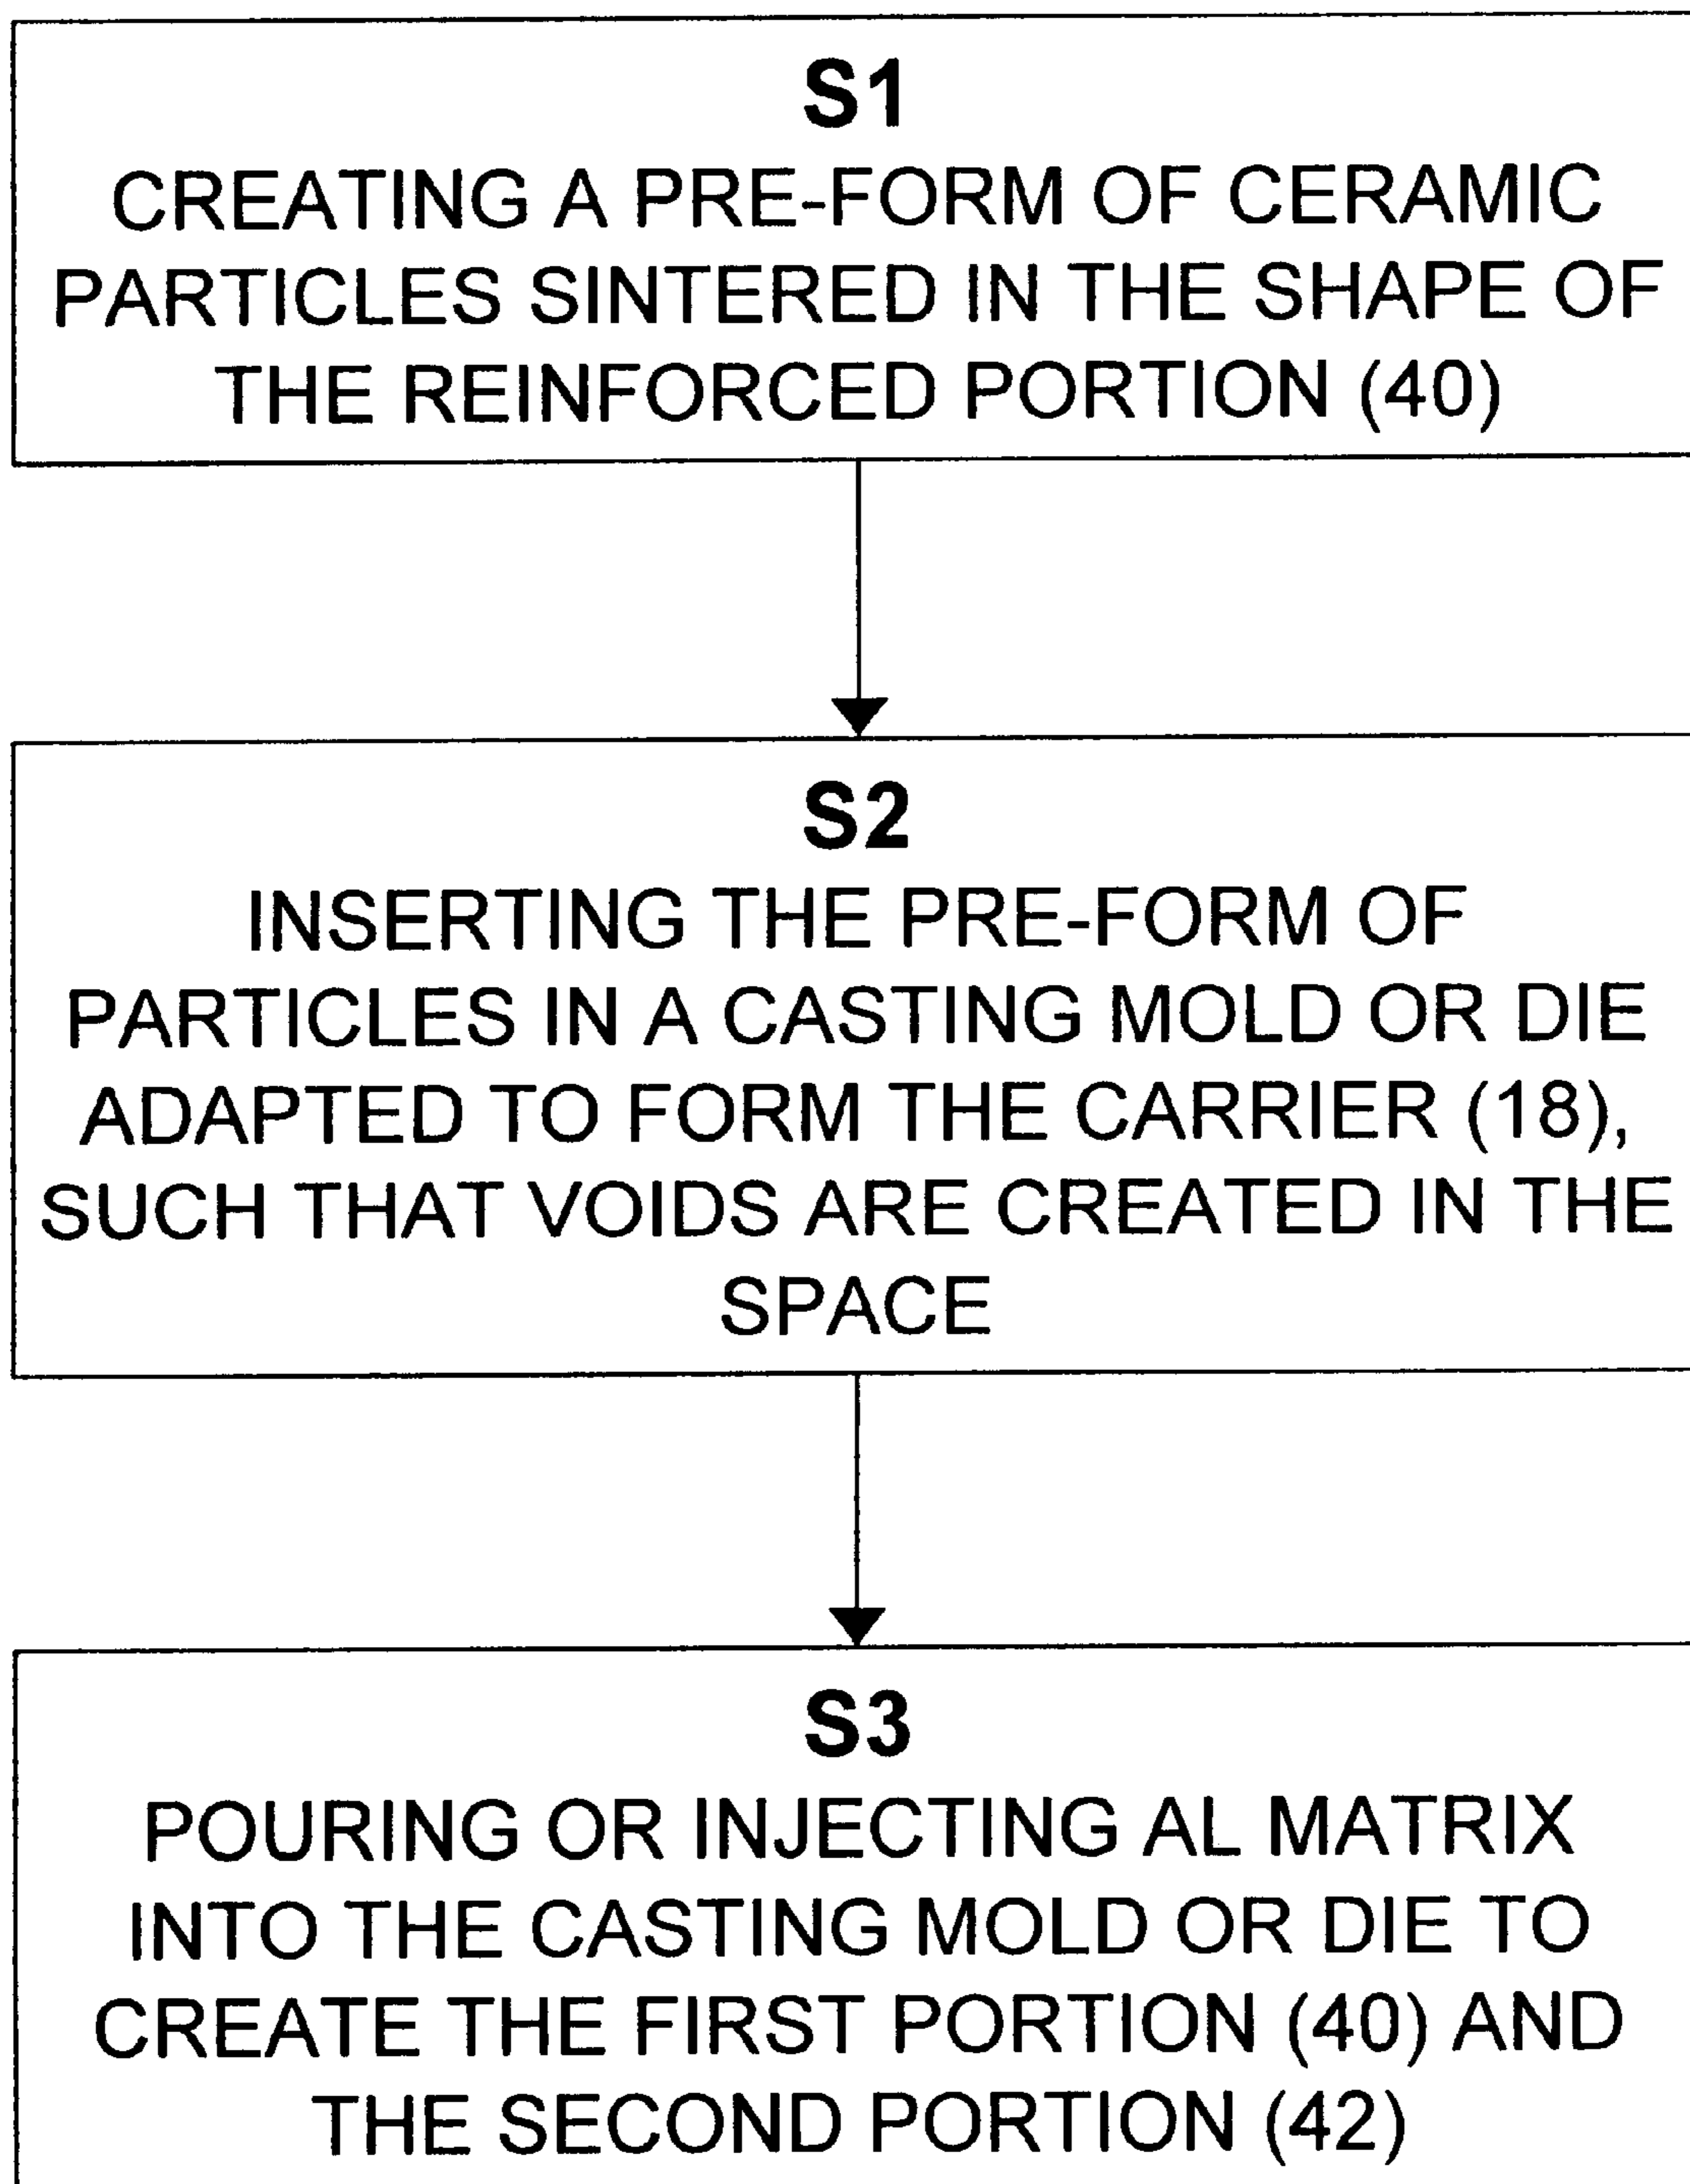 S1
CREATING A PRE-FORM OF CERAMIC
PARTICLES SINTERED IN THE SHAPE OF
THE REINFORCED PORTION (40)
S2
INSERTING THE PRE-FORM OF
PARTICLES IN A CASTING MOLD OR DIE
ADAPTED TO FORM THE CARRIER (18),
SUCH THAT VOIDS ARE CREATED IN THE
SPACE
S3
POURING OR INJECTING AL MATRIX
INTO THE CASTING MOLD OR DIE TO
CREATE THE FIRST PORTION (40) AND
THE SECOND PORTION (42)